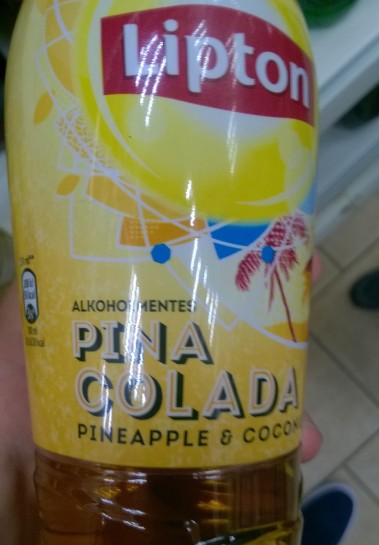 Lipton
ALKOHOLMENTES
PINA
COLADA
PINEAPPLE & COCON